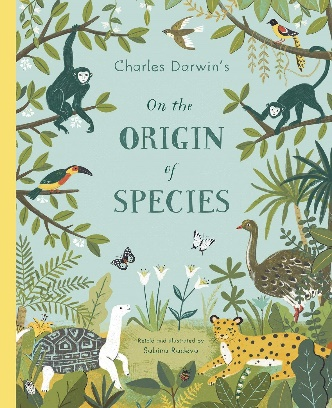 Charles Darwin's
On the
ORIGIN
of
SPECIES
Retold and illustrated by
Sabina Radeva